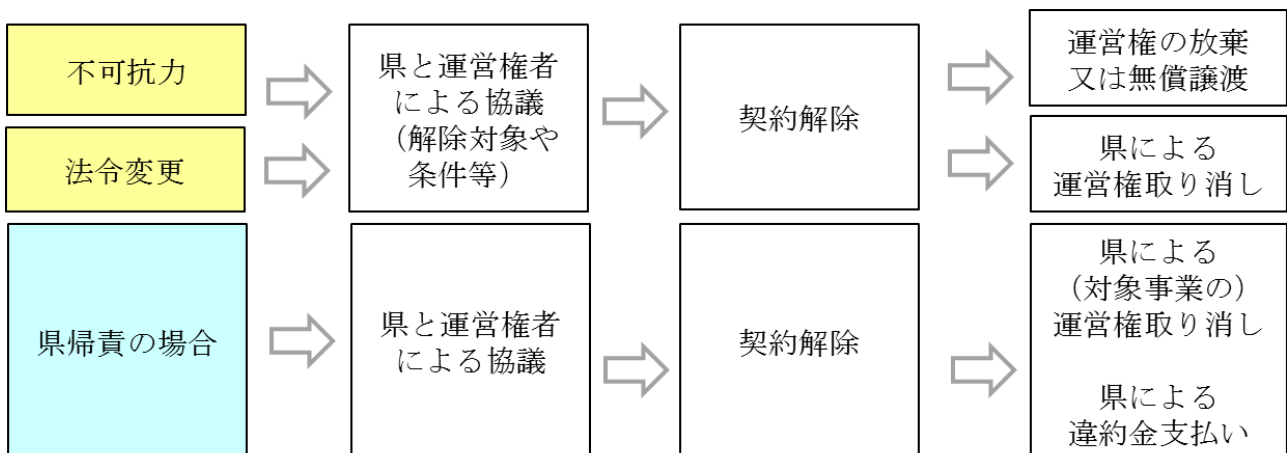 不可抗力
法令変更
県と運営権者
による協議
（解除対象や
条件等）
契約解除
運営権の放棄
又は無償譲渡
県による
運営権取り消し
県帰責の場合
県と運営権者
による協議
契約解除
県による
（対象事業の）
運営権取り消し
県による
違約金支払い